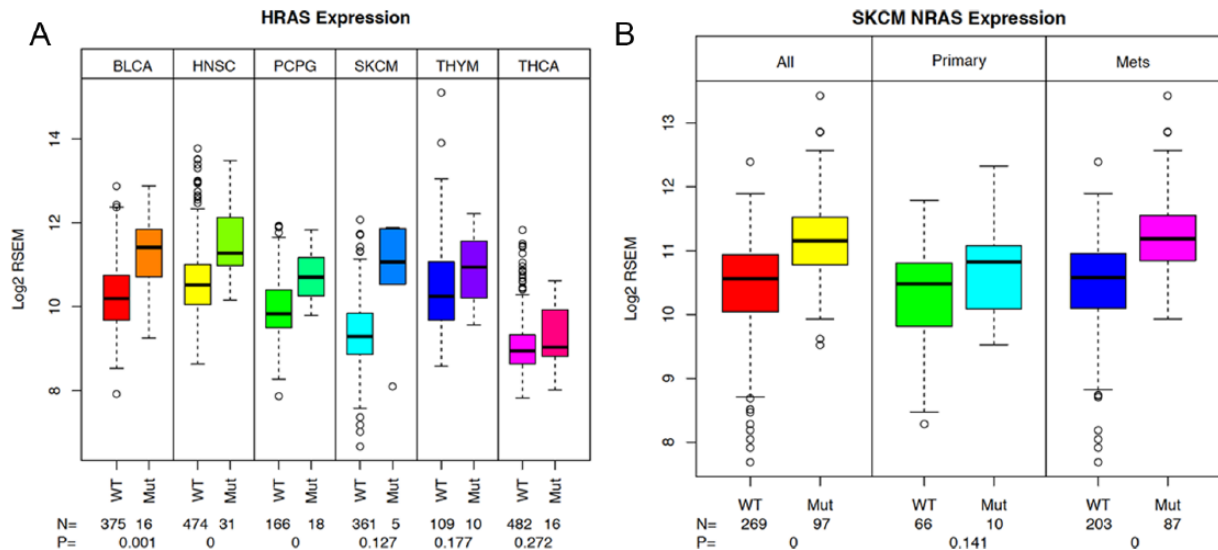 A
HRAS Expression
BLCA HNSC PCPG SKCM THYM THCA
Log2 RSEM
14
12
10
8
WT Mut WT Mut WT Mut WT Mut WT Mut WT Mut
N= 375 16 474 31 166 18 361 5 109 10 482 16
P= 0.001 0 0 0.127 0.177 0.272
B
SKCM NRAS Expression
All Primary Mets
Log2 RSEM
13
12
11
10
9
8
WT Mut WT Mut WT Mut
N= 269 97 66 10 203 87
P= 0 0.141 0